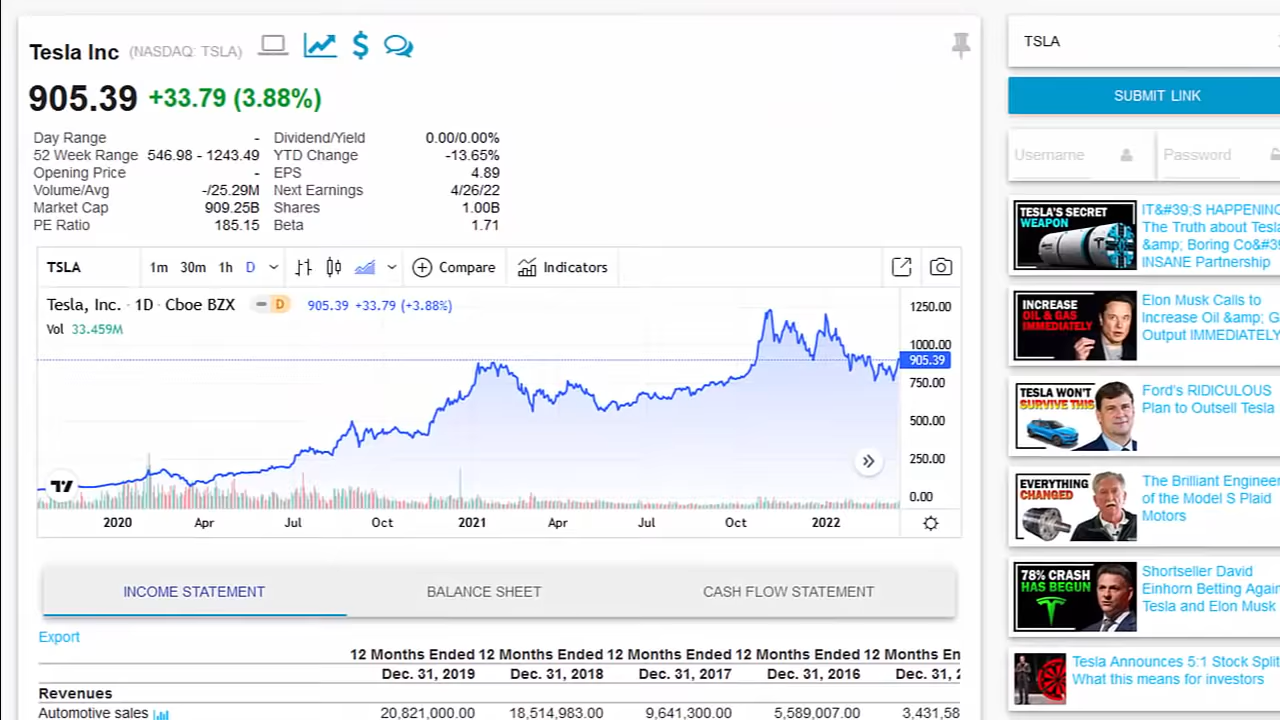 Tesla Inc (NASDAQ: TSLA)
905.39 +33.79 (3.88%)
Day Range - Dividend/Yield 0.00/0.00%
52 Week Range 546.98 - 1243.49 YTD Change -13.65%
Opening Price - EPS 4.89
Volume/Avg -/25.29M Next Earnings 4/26/22
Market Cap 909.25B Shares 1.00B
PE Ratio 185.15 Beta 1.71
TSLA 1m 30m 1h D Compare Indicators
Tesla, Inc. · 1D · Cboe BZX D 905.39 +33.79 (+3.88%)
Vol 33.459M
1250.00
1000.00
905.39
750.00
500.00
250.00
0.00
2020 Apr Jul Oct 2021 Apr Jul Oct 2022
INCOME STATEMENT BALANCE SHEET CASH FLOW STATEMENT
Export
12 Months Ended 12 Months Ended 12 Months Ended 12 Months Ended 12 Months En
Dec. 31, 2019 Dec. 31, 2018 Dec. 31, 2017 Dec. 31, 2016 Dec. 31, 2
Revenues
Automotive sales 20,821,000.00 18,514,983.00 9,641,300.00 5,589,007.00 3,431,58
TSLA
SUBMIT LINK
Username Password
TESLA'S SECRET
WEAPON
IT&#39;S HAPPENING
The Truth about Tesla
&amp; Boring Co&#39
INSANE Partnership
INCREASE
OIL & GAS
IMMEDIATELY
Elon Musk Calls to
Increase Oil &amp; G
Output IMMEDIATELY
TESLA WON'T
SURVIVE THIS
Ford's RIDICULOUS
Plan to Outsell Tesla
EVERYTHING
CHANGED
The Brilliant Engineer
of the Model S Plaid
Motors
78% CRASH
HAS BEGUN
Shortseller David
Einhorn Betting Again
Tesla and Elon Musk
Tesla Announces 5:1 Stock Split
What this means for investors